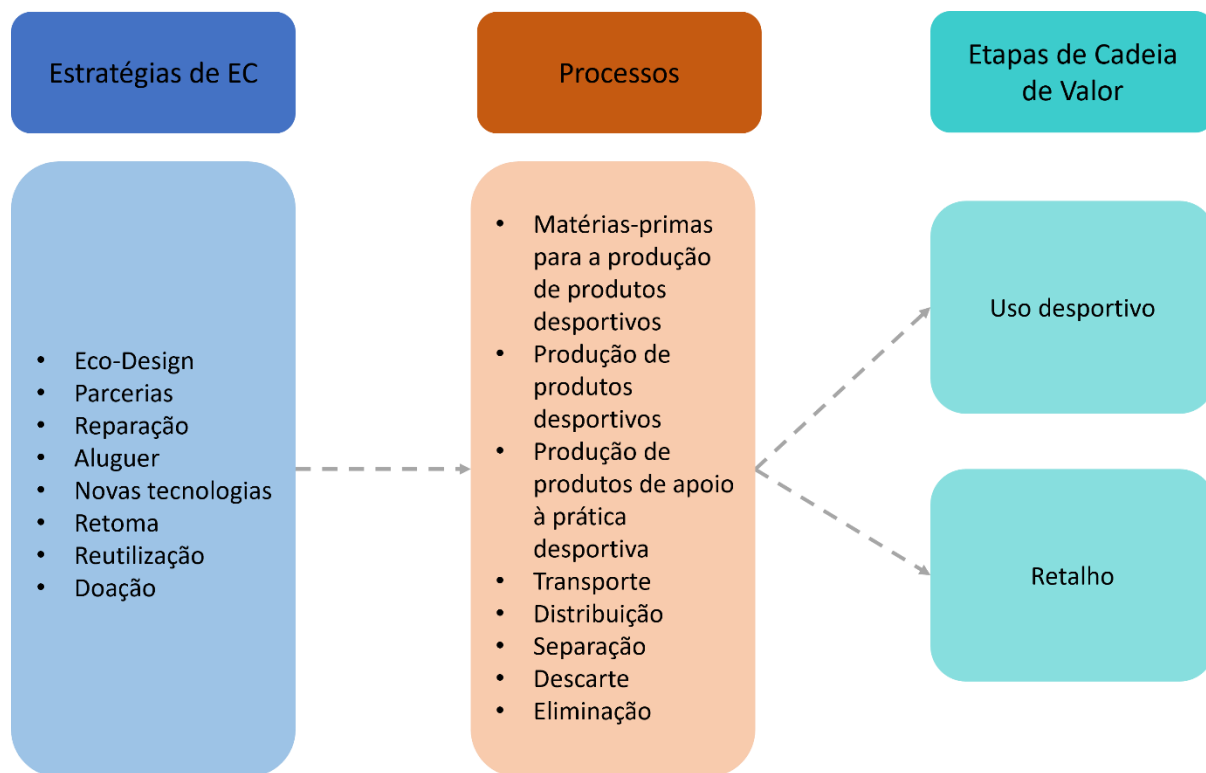 Estratégias de EC
Processos
Etapas de Cadeia
de Valor
• Eco-Design
• Parcerias
• Reparação
• Aluguer
• Novas tecnologias
• Retoma
• Reutilização
• Doação
• Matérias-primas
para a produção
de produtos
desportivos
• Produção de
produtos
desportivos
• Produção de
produtos de apoio
à prática
desportiva
• Transporte
• Distribuição
• Separação
• Descarte
• Eliminação
Uso desportivo
Retalho